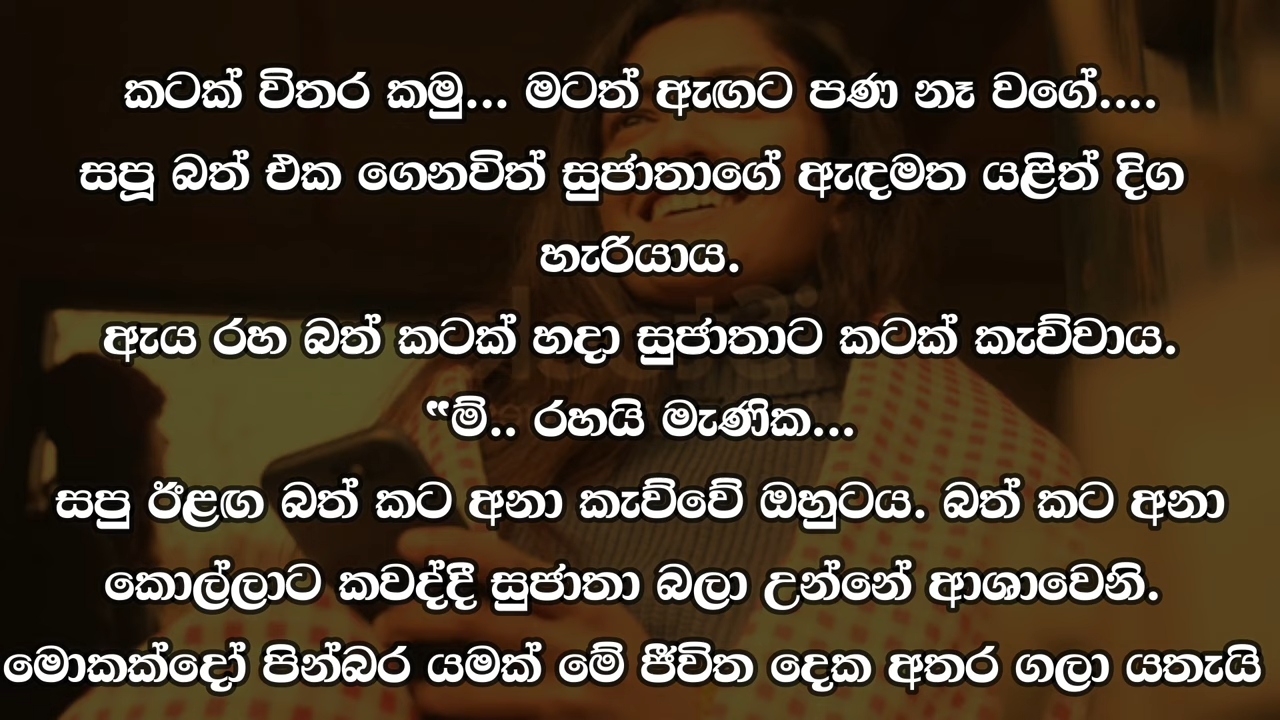 කටක් විතර කමු... මටත් ඇඟට පණ නෑ වගේ....
සපූ බත් එක ගෙනවිත් සුජාතාගේ ඇඳමත යළිත් දිග
හැරියාය.
ඇය රහ බත් කටක් හදා සුජාතාට කටක් කැව්වාය.
“ම්.. රහයි මැණික...
සපු ඊළඟ බත් කට අනා කැව්වේ ඔහුටය. බත් කට අනා
කොල්ලාට කවද්දී සුජාතා බලා උන්නේ ආශාවෙනි.
මොකක්දෝ පින්බර යමක් මේ ජීවිත දෙක අතර ගලා යතැයි